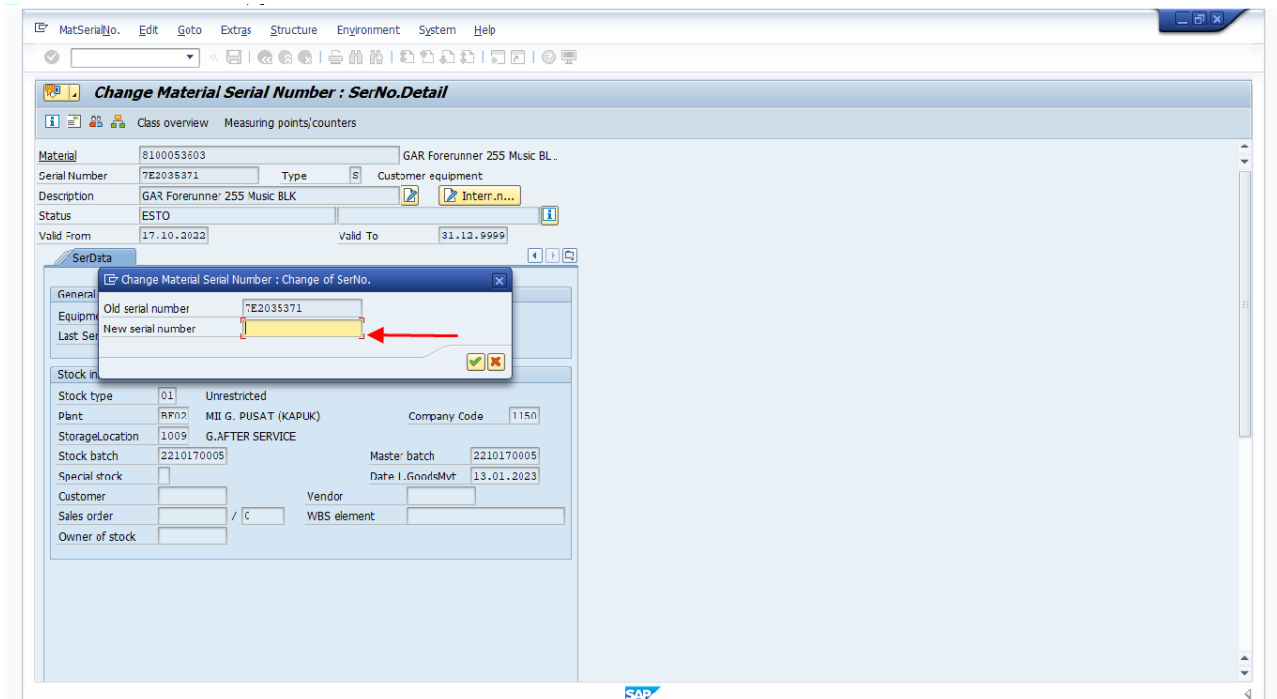 MatSerialNo. Edit Goto Extras Structure Environment System Help
Change Material Serial Number : SerNo.Detail
Class overview Measuring points/counters
Material 8100053603 GAR Forerunner 255 Music BL..
Serial Number 7E2035371 Type S Customer equipment
Description GAR Forerunner 255 Music BLK Intern.n...
Status ESTO
Valid From 17.10.2022 Valid To 31.12.9999
SerData
Change Material Serial Number : Change of SerNo.
General
Old serial number 7E2035371
Equipme
New serial number
Last Ser
Stock in
Stock type 01 Unrestricted
Plant BF02 MII G. PUSAT (KAPUK) Company Code 1150
StorageLocation 1009 G.AFTER SERVICE
Stock batch 2210170005 Master batch 2210170005
Special stock Date L.GoodsMvt 13.01.2023
Customer Vendor
Sales order / 0 WBS element
Owner of stock
SAP